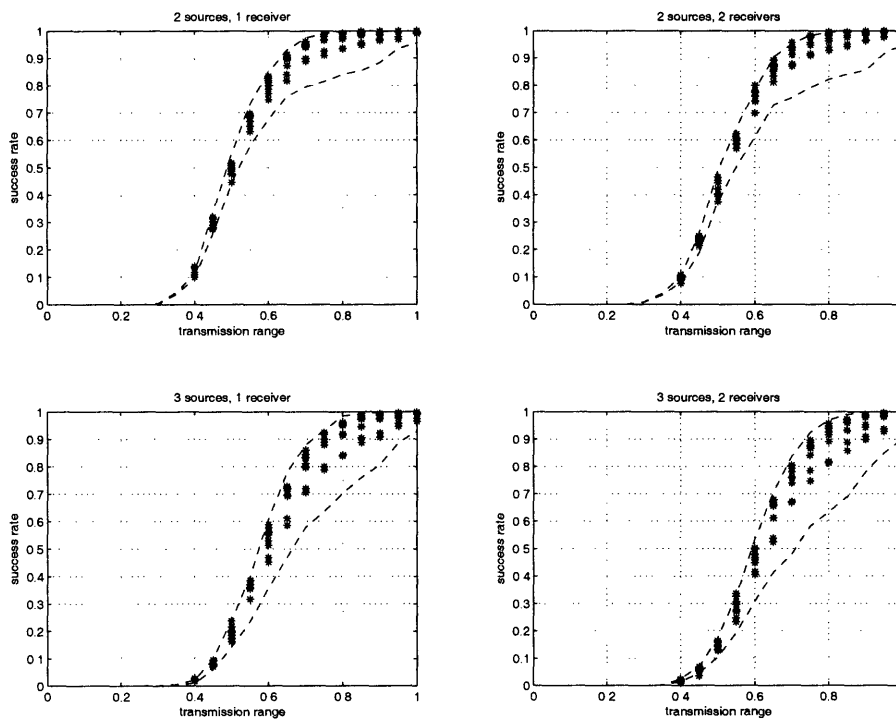 2 sources, 1 receiver
1
0.9
0.8
0.7
0.6
0.5
0.4
0.3
0.2
0.1
0
success rate
0 0.2 0.4 0.6 0.8 1
transmission range
2 sources, 2 receivers
1
0.9
0.8
0.7
0.6
0.5
0.4
0.3
0.2
0.1
0
success rate
0 0.2 0.4 0.6 0.8
transmission range
3 sources, 1 receiver
1
0.9
0.8
0.7
0.6
0.5
0.4
0.3
0.2
0.1
0
success rate
0 0.2 0.4 0.6 0.8 1
transmission range
3 sources, 2 receivers
1
0.9
0.8
0.7
0.6
0.5
0.4
0.3
0.2
0.1
0
success rate
0 0.2 0.4 0.6 0.8
transmission range